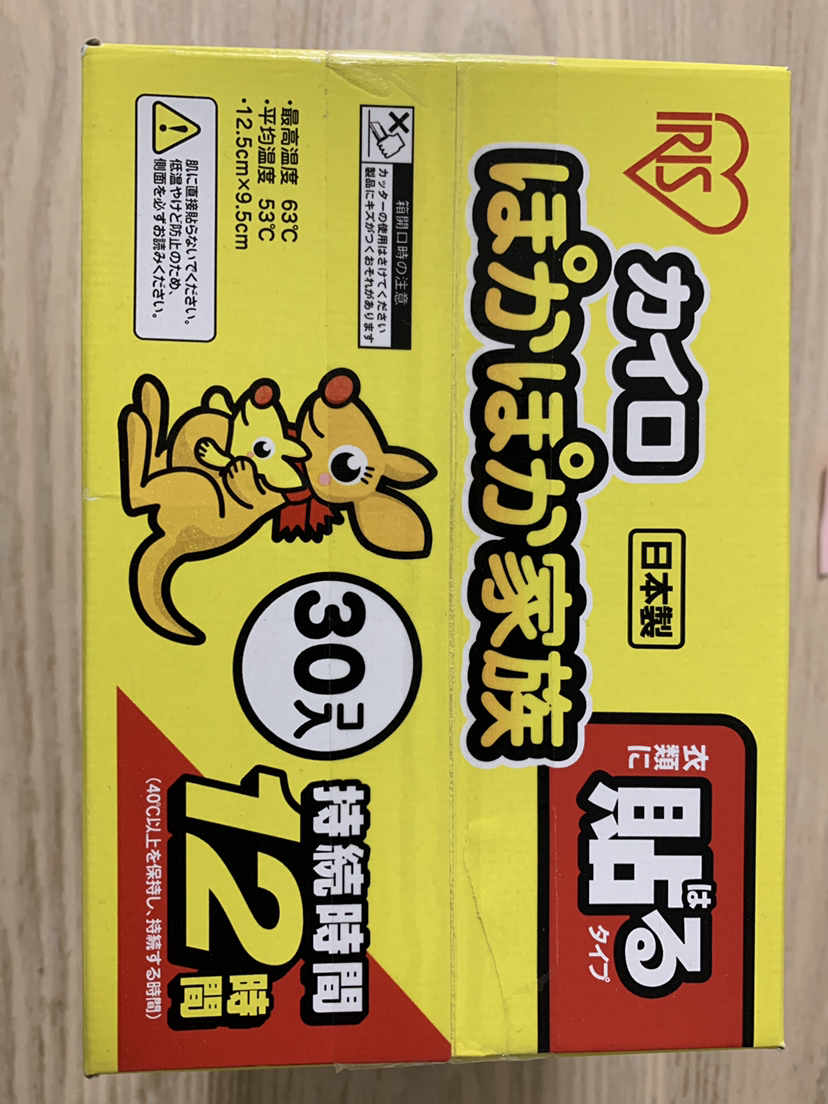 IRIS
カイロ
日本製
衣類に
貼る
は
タイプ
ぽかぽか家族
箱開口時の注意
カッターの使用はさけてください
製品にキズがつくおそれがあります
・最高温度 63℃
・平均温度 53℃
・12.5cm×9.5cm
肌に直接貼らないでください。
低温やけど防止のため、
側面を必ずお読みください。
30コ入
持続時間
12時間
(40℃以上を保持し、持続する時間)